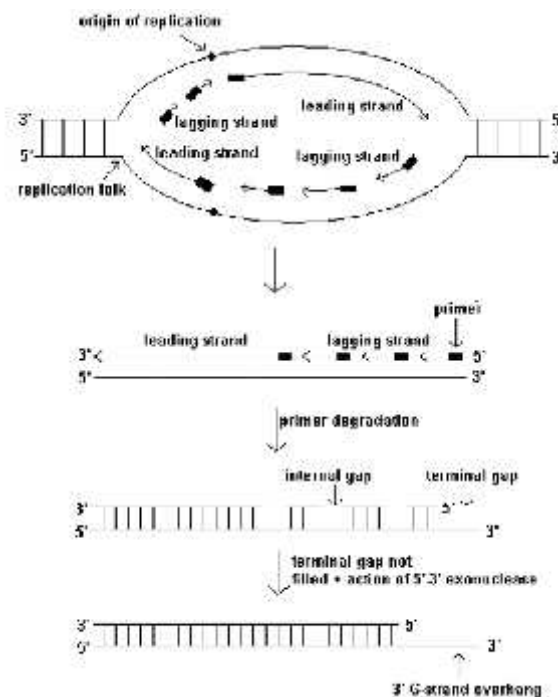 origin of replication
leading strand
3'
5'
lagging strand
leading strand
lagging strand
5'
3'
replication folk
primer
leading strand
lagging strand
3'
5'
5'
3'
primer degradation
internal gap
terminal gap
3'
5'
5'
3'
terminal gap not
filled + action of 5'-3' exonuclease
3'
5'
5'
3'
3' G-strand overhang